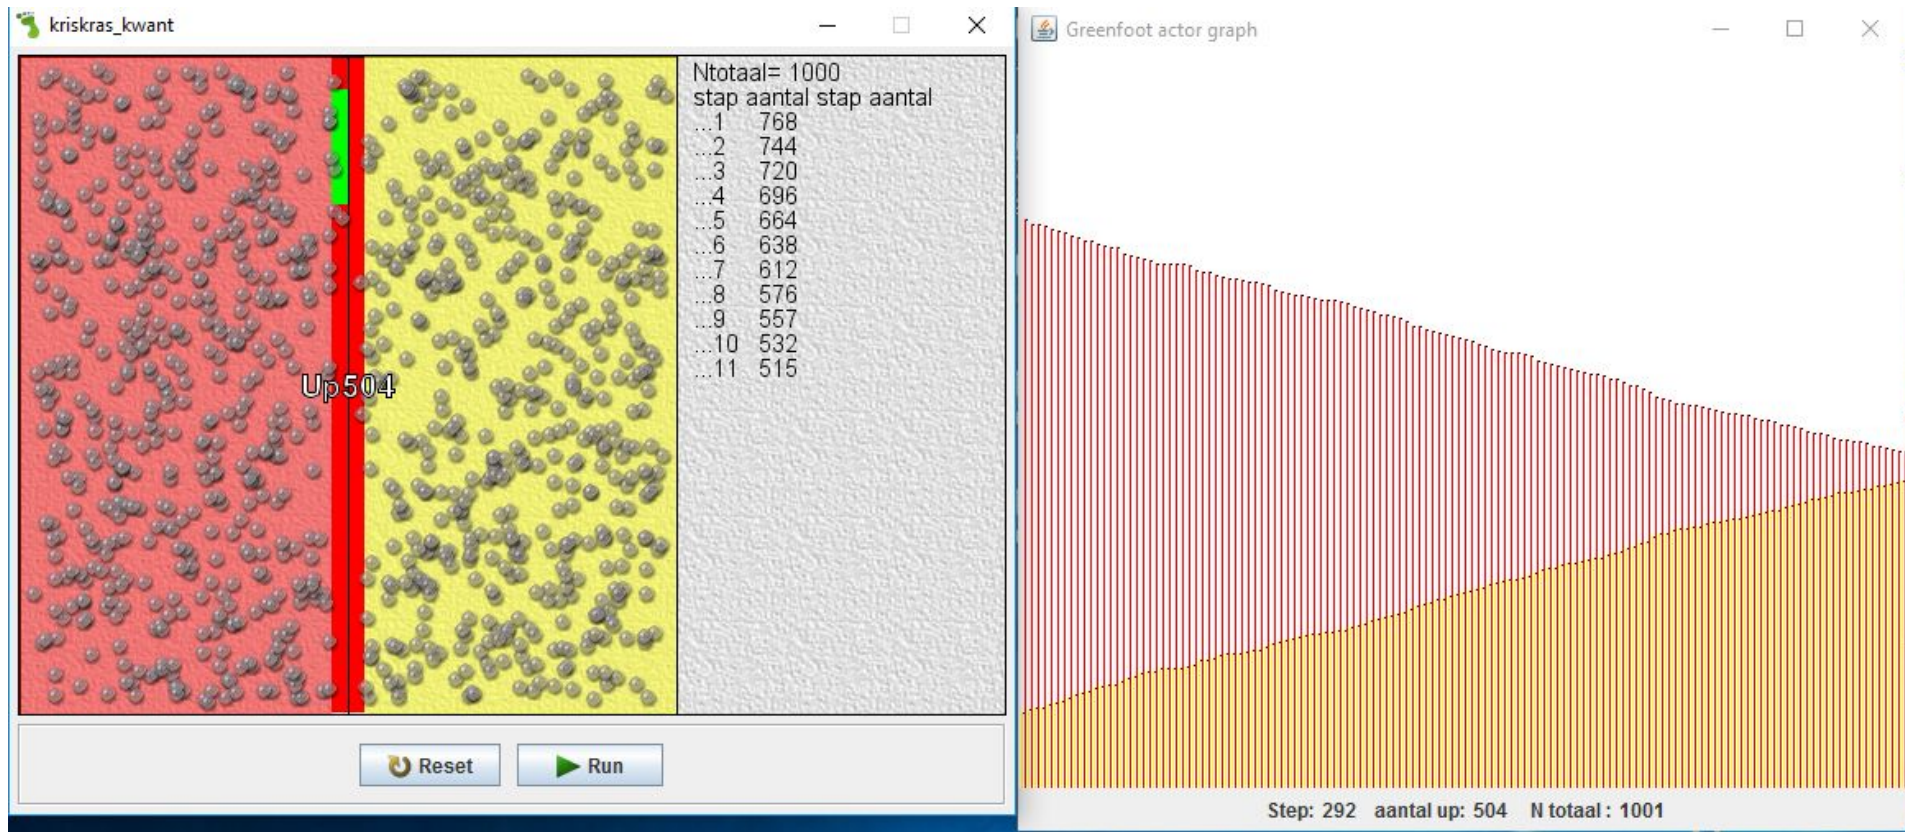 kriskras_kwant
Ntotaal= 1000
stap aantal stap aantal
...1 768
...2 744
...3 720
...4 696
...5 664
...6 638
...7 612
...8 576
...9 557
...10 532
...11 515
Up504
Reset
Run
Greenfoot actor graph
Step: 292 aantal up: 504 N totaal : 1001